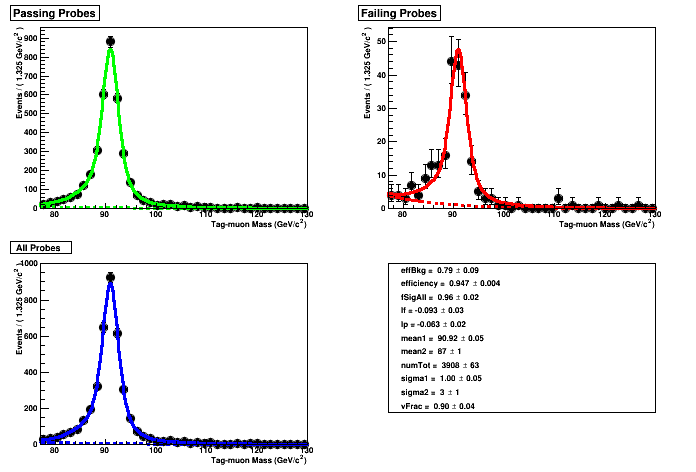 Passing Probes
Events / ( 1.325 GeV/c² )
900
800
700
600
500
400
300
200
100
0
80 90 100 110 120 130
Tag-muon Mass (GeV/c²)
Failing Probes
Events / ( 1.325 GeV/c² )
50
40
30
20
10
0
80 90 100 110 120 130
Tag-muon Mass (GeV/c²)
All Probes
Events / ( 1.325 GeV/c² )
1000
800
600
400
200
0
80 90 100 110 120 130
Tag-muon Mass (GeV/c²)
effBkg = 0.79 ± 0.09
efficiency = 0.947 ± 0.004
fSigAll = 0.96 ± 0.02
lf = -0.093 ± 0.03
lp = -0.063 ± 0.02
mean1 = 90.92 ± 0.05
mean2 = 87 ± 1
numTot = 3908 ± 63
sigma1 = 1.00 ± 0.05
sigma2 = 3 ± 1
vFrac = 0.90 ± 0.04